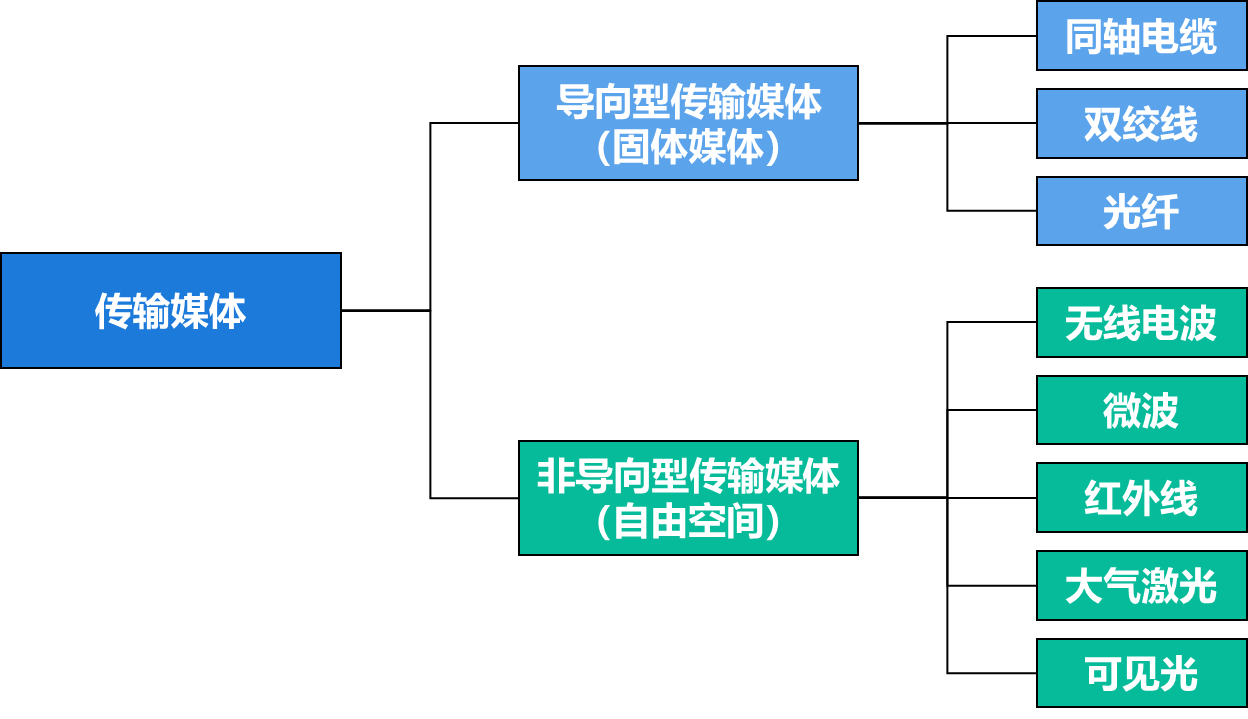 传输媒体
导向型传输媒体
（固体媒体）
同轴电缆
双绞线
光纤
非导向型传输媒体
（自由空间）
无线电波
微波
红外线
大气激光
可见光